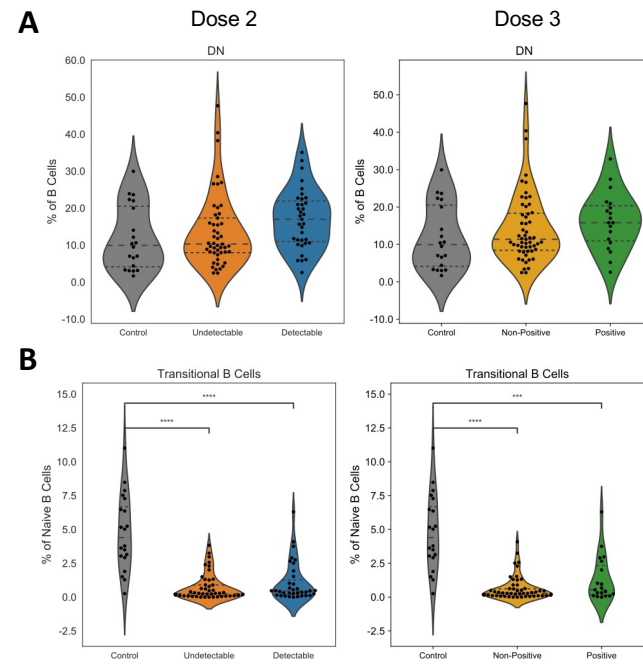 A
Dose 2
Dose 3
DN
% of B Cells
60.0
50.0
40.0
30.0
20.0
10.0
0.0
-10.0
Control
Undetectable
Detectable
DN
% of B Cells
50.0
40.0
30.0
20.0
10.0
0.0
-10.0
Control
Non-Positive
Positive
B
Transitional B Cells
% of Naive B Cells
15.0
12.5
10.0
7.5
5.0
2.5
0.0
-2.5
****
****
Control
Undetectable
Detectable
Transitional B Cells
% of Naive B Cells
15.0
12.5
10.0
7.5
5.0
2.5
0.0
-2.5
***
****
Control
Non-Positive
Positive